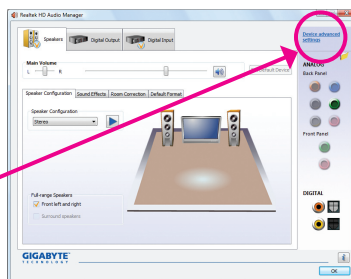 Realtek HD Audio Manager
Speakers
Digital Output
Digital Input
Device advanced
settings
Main Volume
L
R
Default Device
ANALOG
Back Panel
Speaker Configuration
Sound Effects
Room Correction
Default Format
Speaker Configuration
Stereo
Front Panel
Full-range Speakers
Front left and right
Surround speakers
DIGITAL
GIGABYTE
TECHNOLOGY
OK